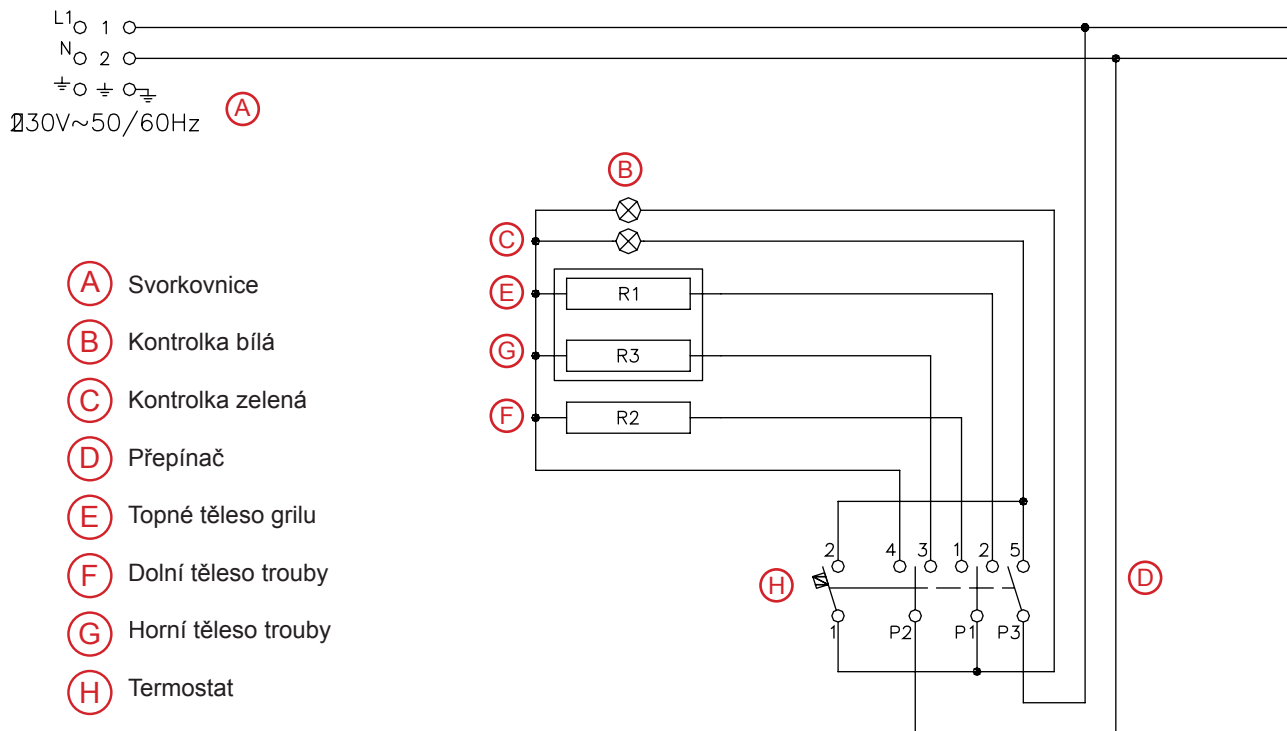 L1 1
N 2
230V~50/60Hz
A
B
C
E R1
G R3
F R2
A Svorkovnice
B Kontrolka bílá
C Kontrolka zelená
D Přepínač
E Topné těleso grilu
F Dolní těleso trouby
G Horní těleso trouby
H Termostat
2 4 3 1 2 5
H D
1 P2 P1 P3